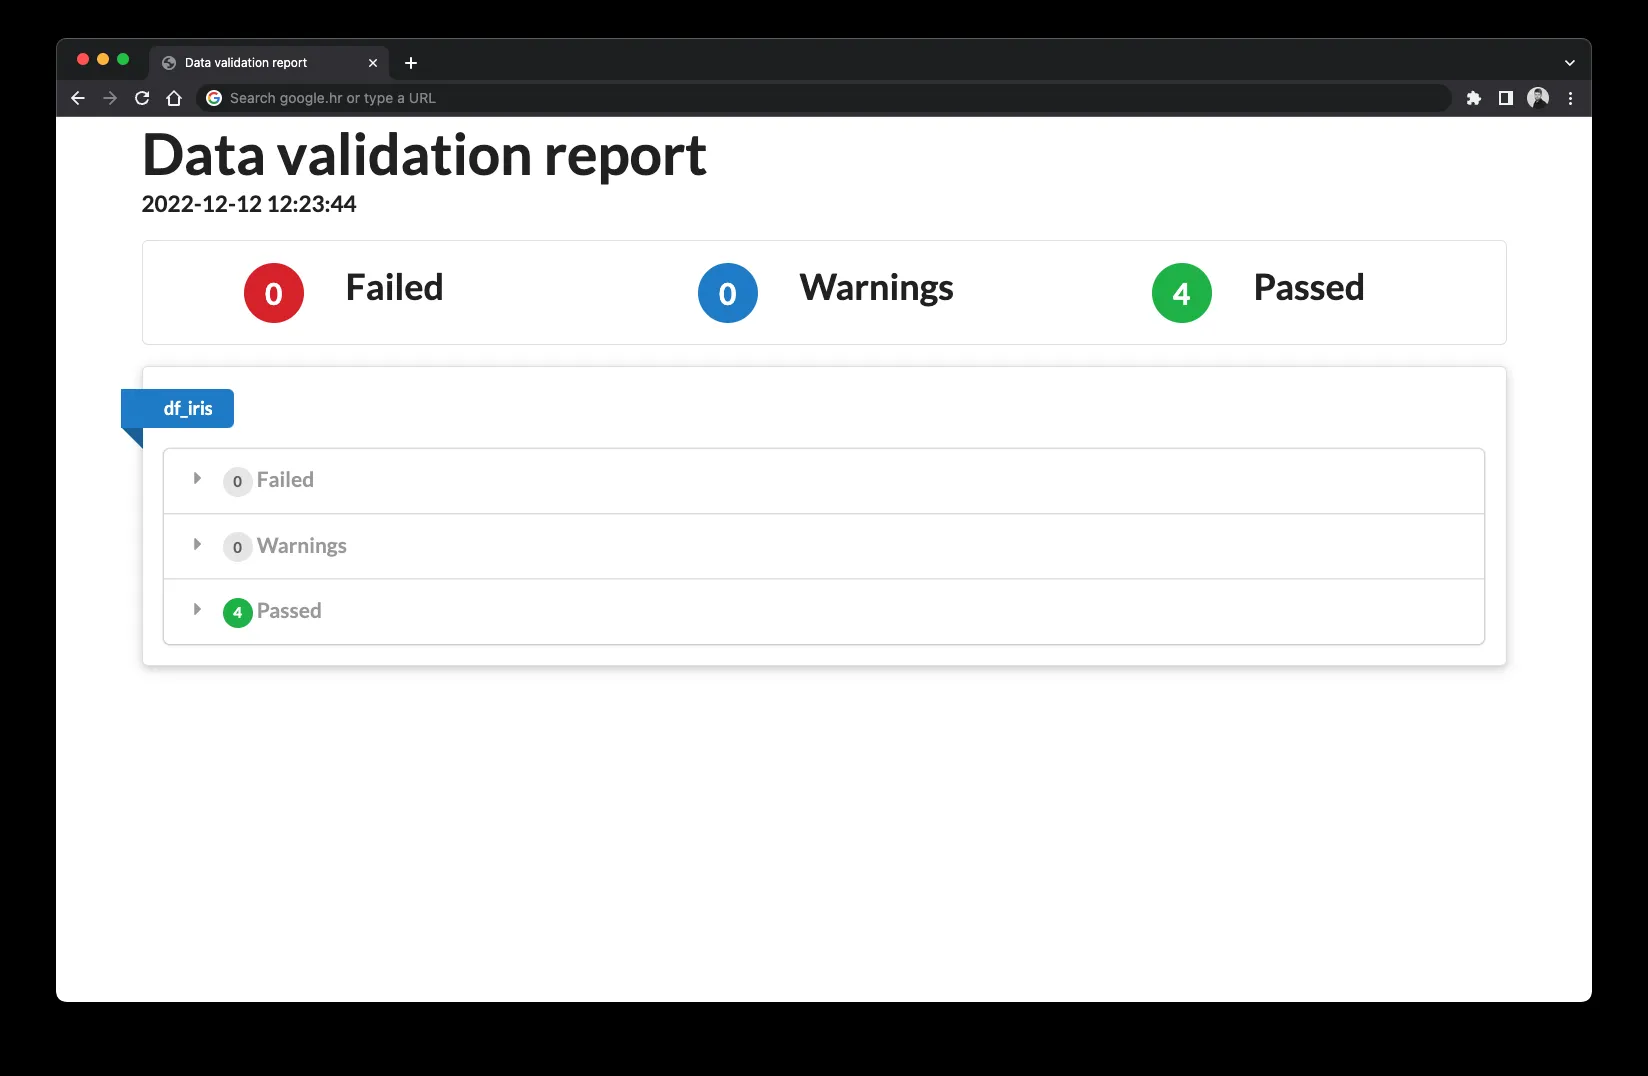 Data validation report
Search google.hr or type a URL
Data validation report
2022-12-12 12:23:44
0 Failed 0 Warnings 4 Passed
df_iris
0 Failed
0 Warnings
4 Passed